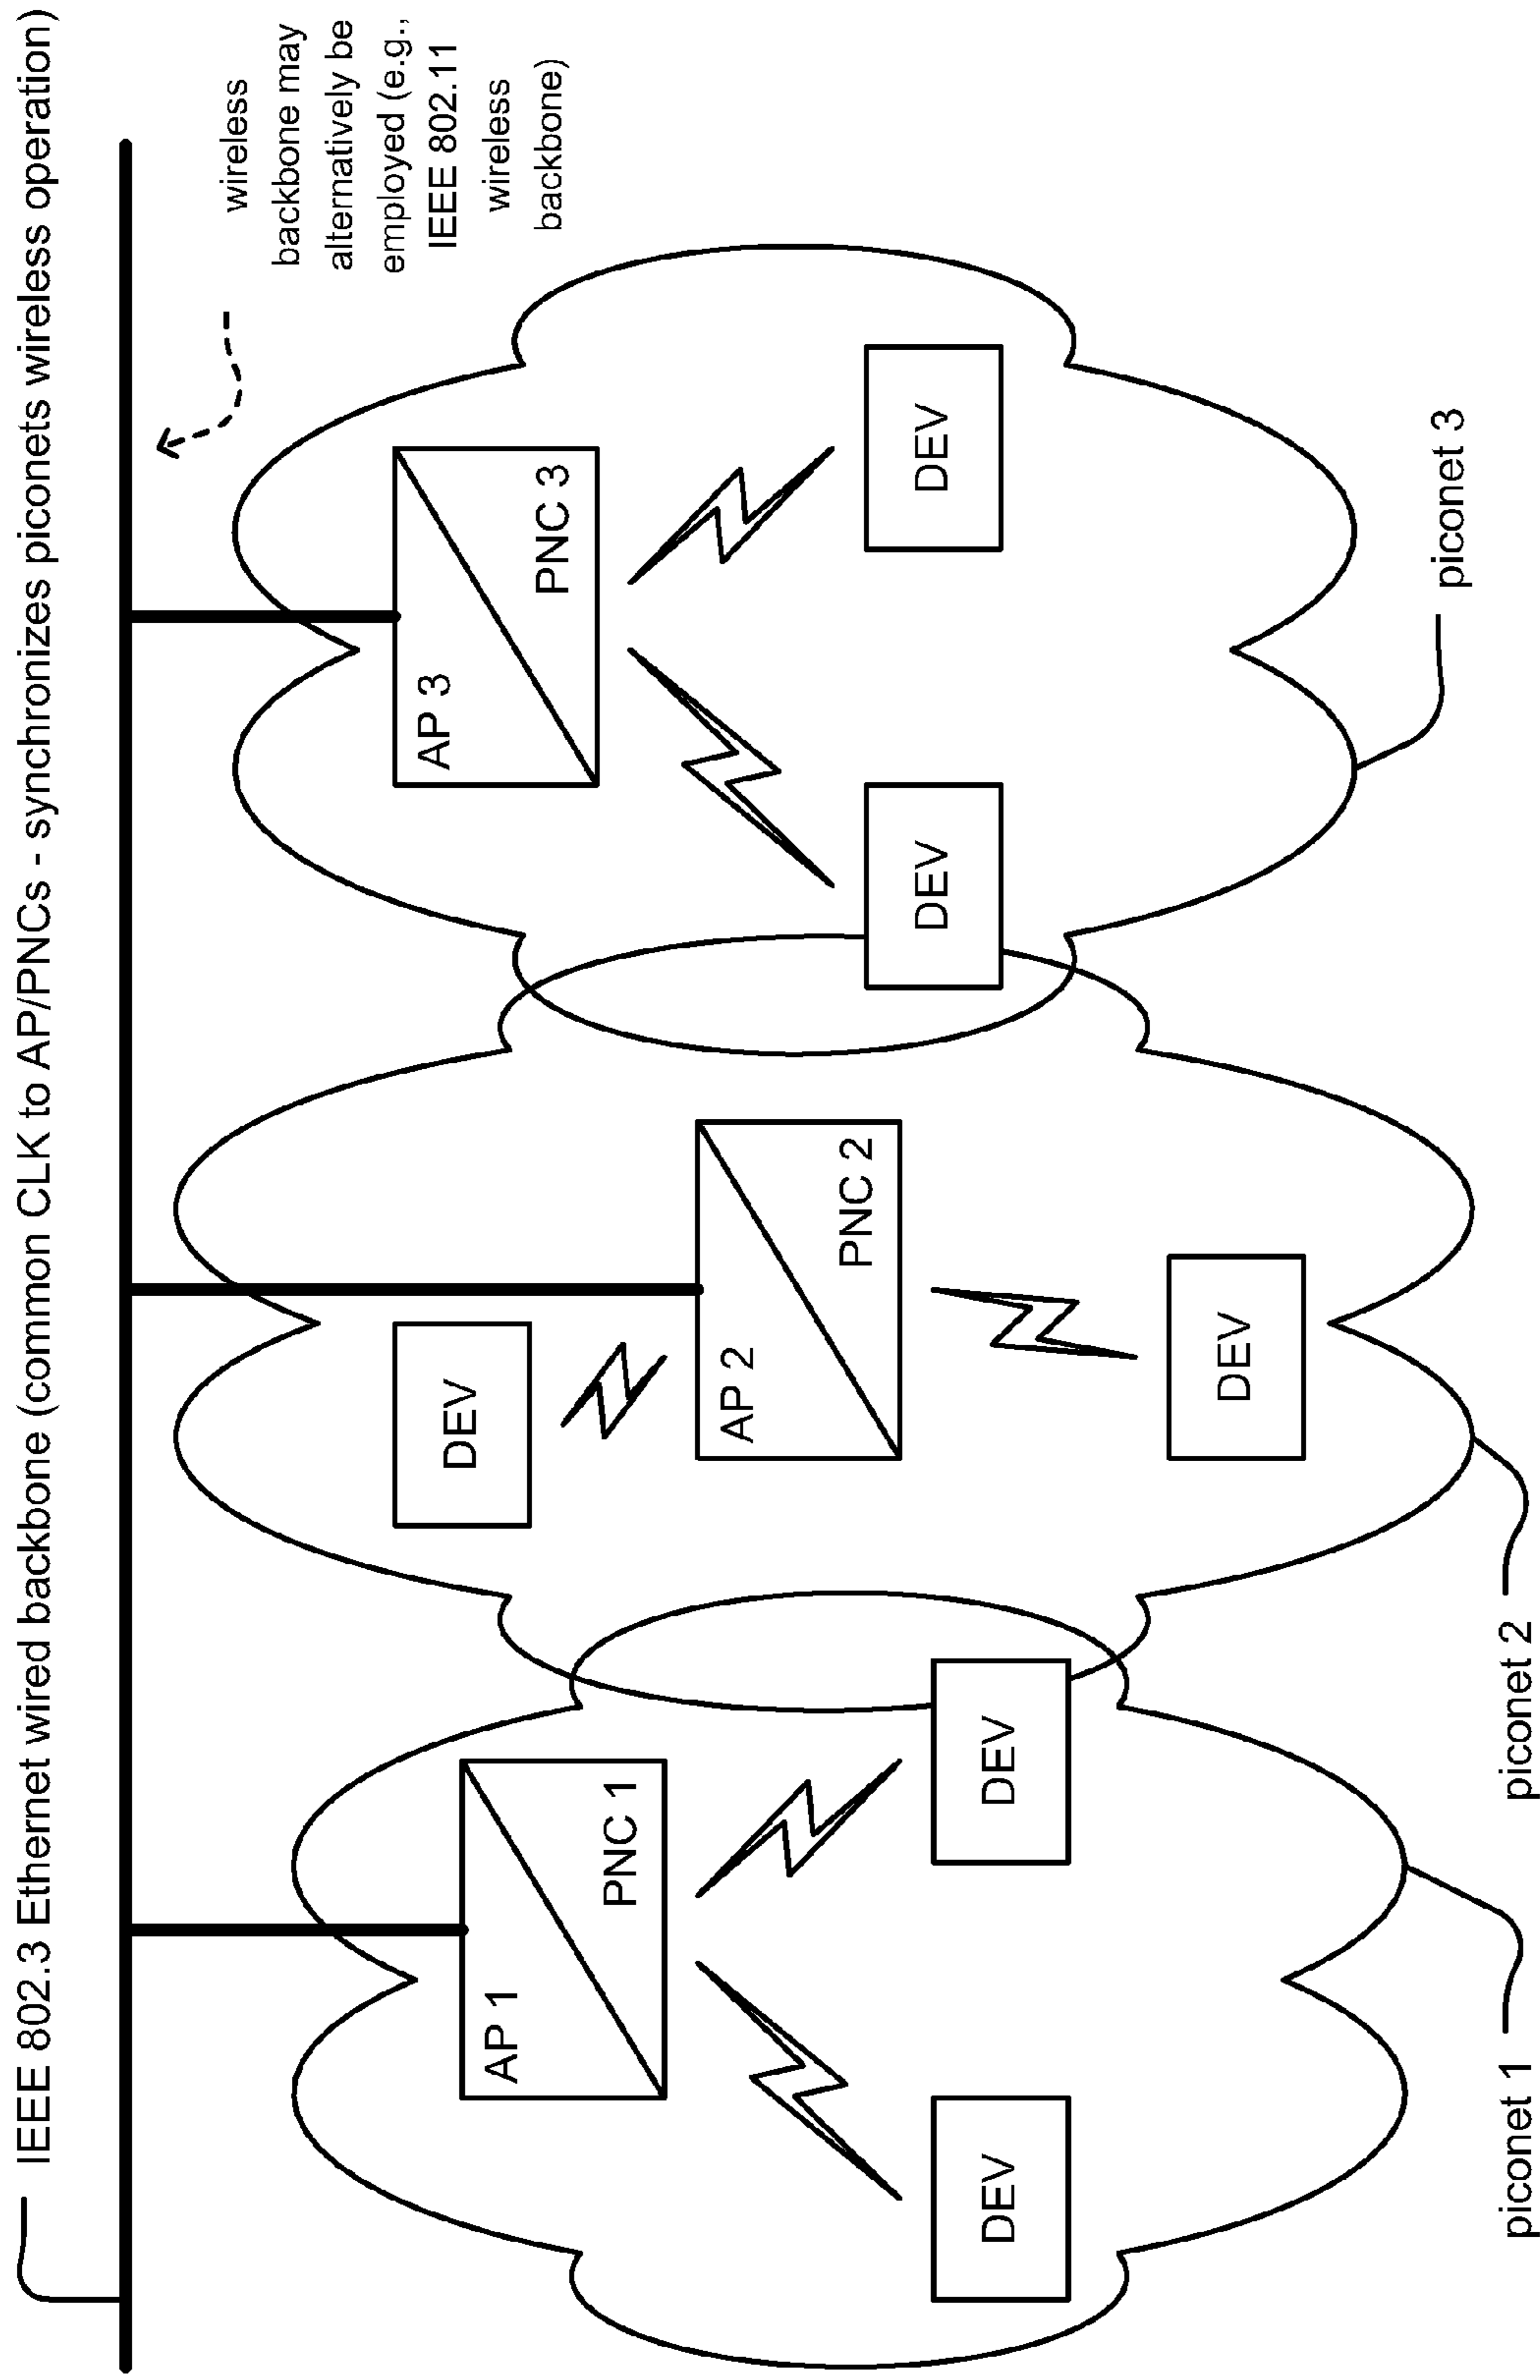 IEEE 802.3 Ethernet wired backbone (common CLK to AP/PNCs - synchronizes piconets wireless operation)
wireless
backbone may
alternatively be
employed (e.g.,
IEEE 802.11
wireless
backbone)
AP 1
PNC 1
DEV
DEV
piconet 1
DEV
AP 2
PNC 2
DEV
piconet 2
AP 3
PNC 3
DEV
DEV
piconet 3